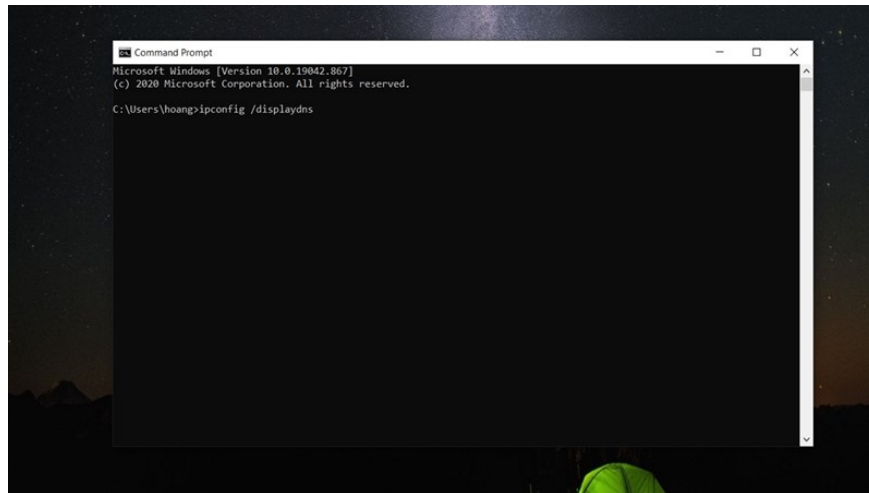 Command Prompt
Microsoft Windows [Version 10.0.19042.867]
(c) 2020 Microsoft Corporation. All rights reserved.
C:\Users\hoang>ipconfig /displaydns